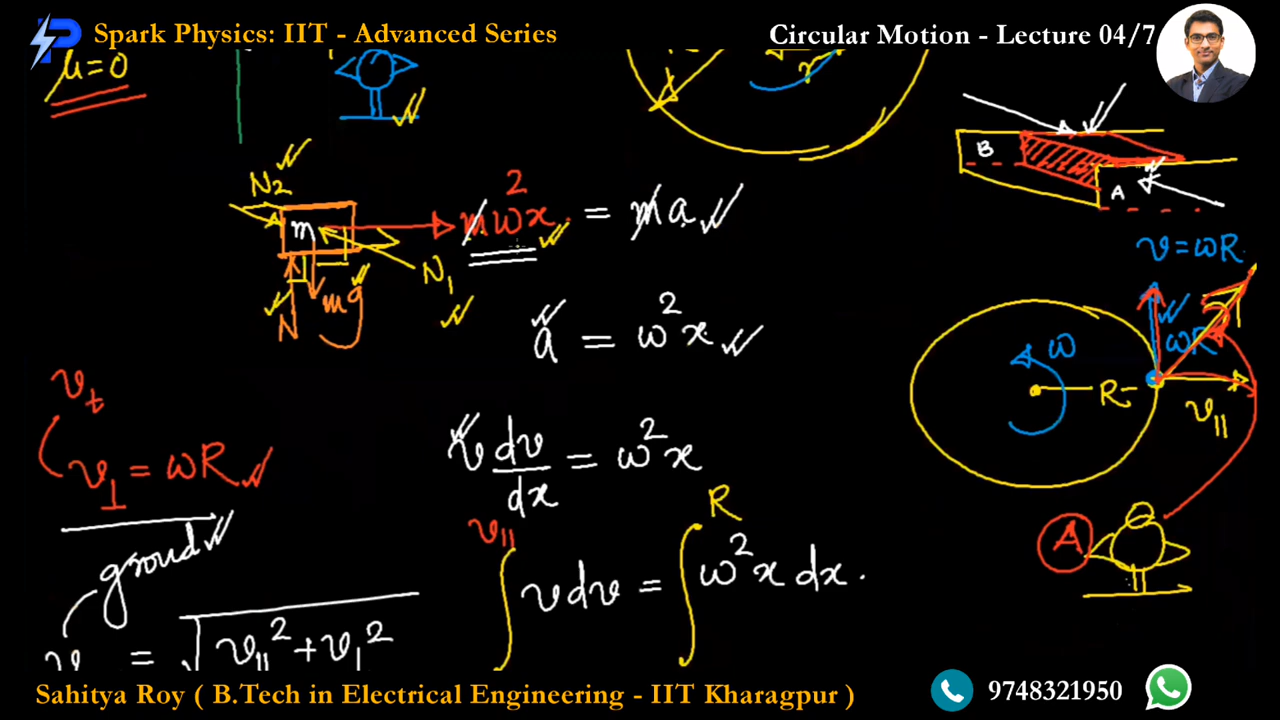 Spark Physics: IIT - Advanced Series
Circular Motion - Lecture 04/7
μ=0
r
B
A
N2
m
mω²x = ma
N1
N
mg
a = ω²x
v = ωR
ω
ωR
R
v||
vt
v⊥ = ωR
ground
v dv/dx = ω²x
v|| R
∫ v dv = ∫ ω²x dx.
A
v = √v||² + v⊥²
Sahitya Roy ( B.Tech in Electrical Engineering - IIT Kharagpur )
9748321950